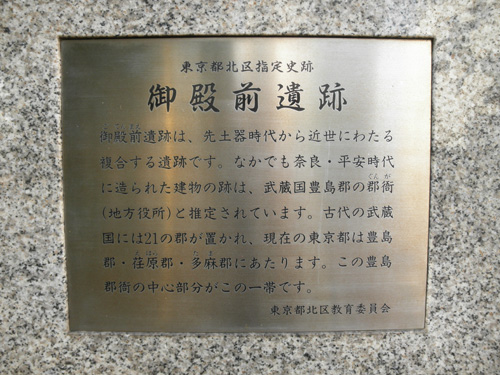 東京都北区指定史跡
御殿前遺跡
御殿前遺跡は、先土器時代から近世にわたる
複合する遺跡です。なかでも奈良・平安時代
に造られた建物の跡は、武蔵国豊島郡の郡衙
(地方役所)と推定されています。古代の武蔵
国には21の郡が置かれ、現在の東京都は豊島
郡・荏原郡・多麻郡にあたります。この豊島
郡衙の中心部分がこの一帯です。
東京都北区教育委員会